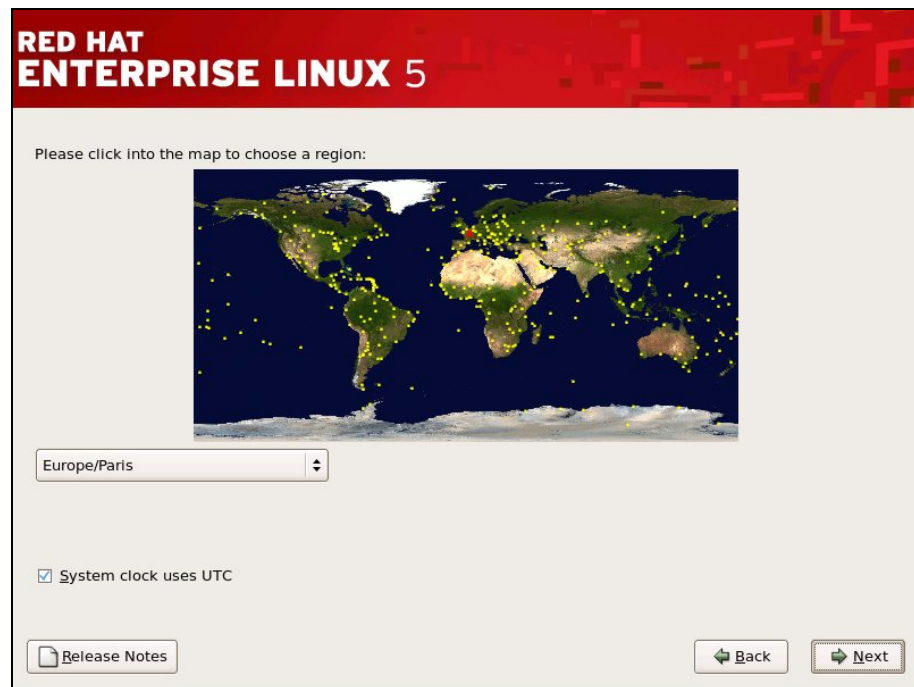 RED HAT
ENTERPRISE LINUX 5
Please click into the map to choose a region:
Europe/Paris
System clock uses UTC
Release Notes
Back
Next